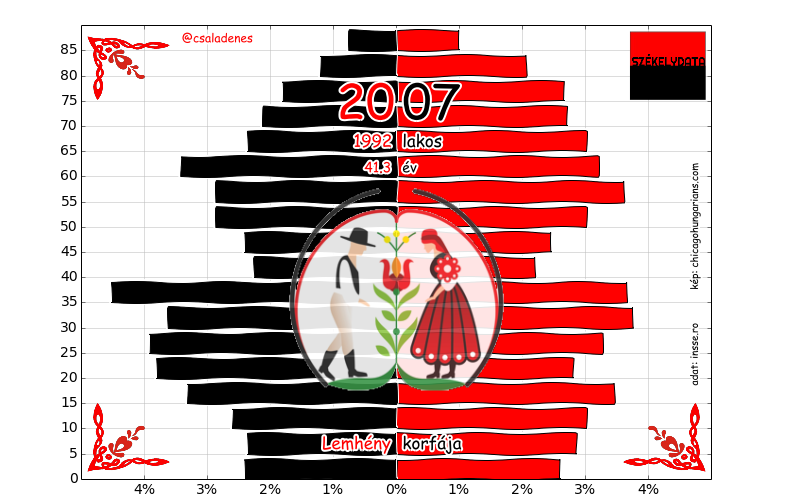 @csaladenes
SZÉKELYDATA
2007
1992 lakos
41.3 év
kép: chicagohungarians.com
adat: insse.ro
Lemhény korfája
85
80
75
70
65
60
55
50
45
40
35
30
25
20
15
10
5
0
4% 3% 2% 1% 0% 1% 2% 3% 4%